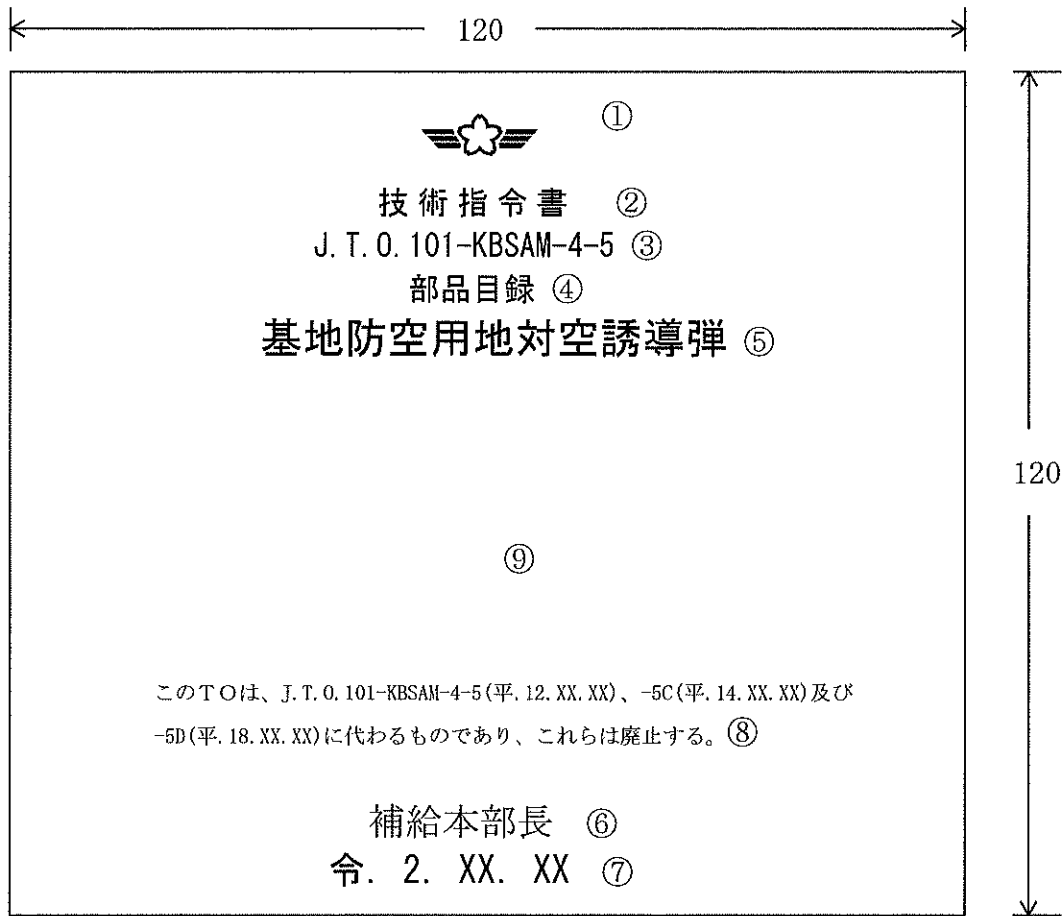 120
①
技術指令書 ②
J.T.O.101-KBSAM-4-5 ③
部品目録 ④
基地防空用地対空誘導弾 ⑤
120
⑨
このTOは、J.T.O.101-KBSAM-4-5(平.12.XX.XX)、-5C(平.14.XX.XX)及び
-5D(平.18.XX.XX)に代わるものであり、これらは廃止する。⑧
補給本部長 ⑥
令. 2. XX. XX ⑦